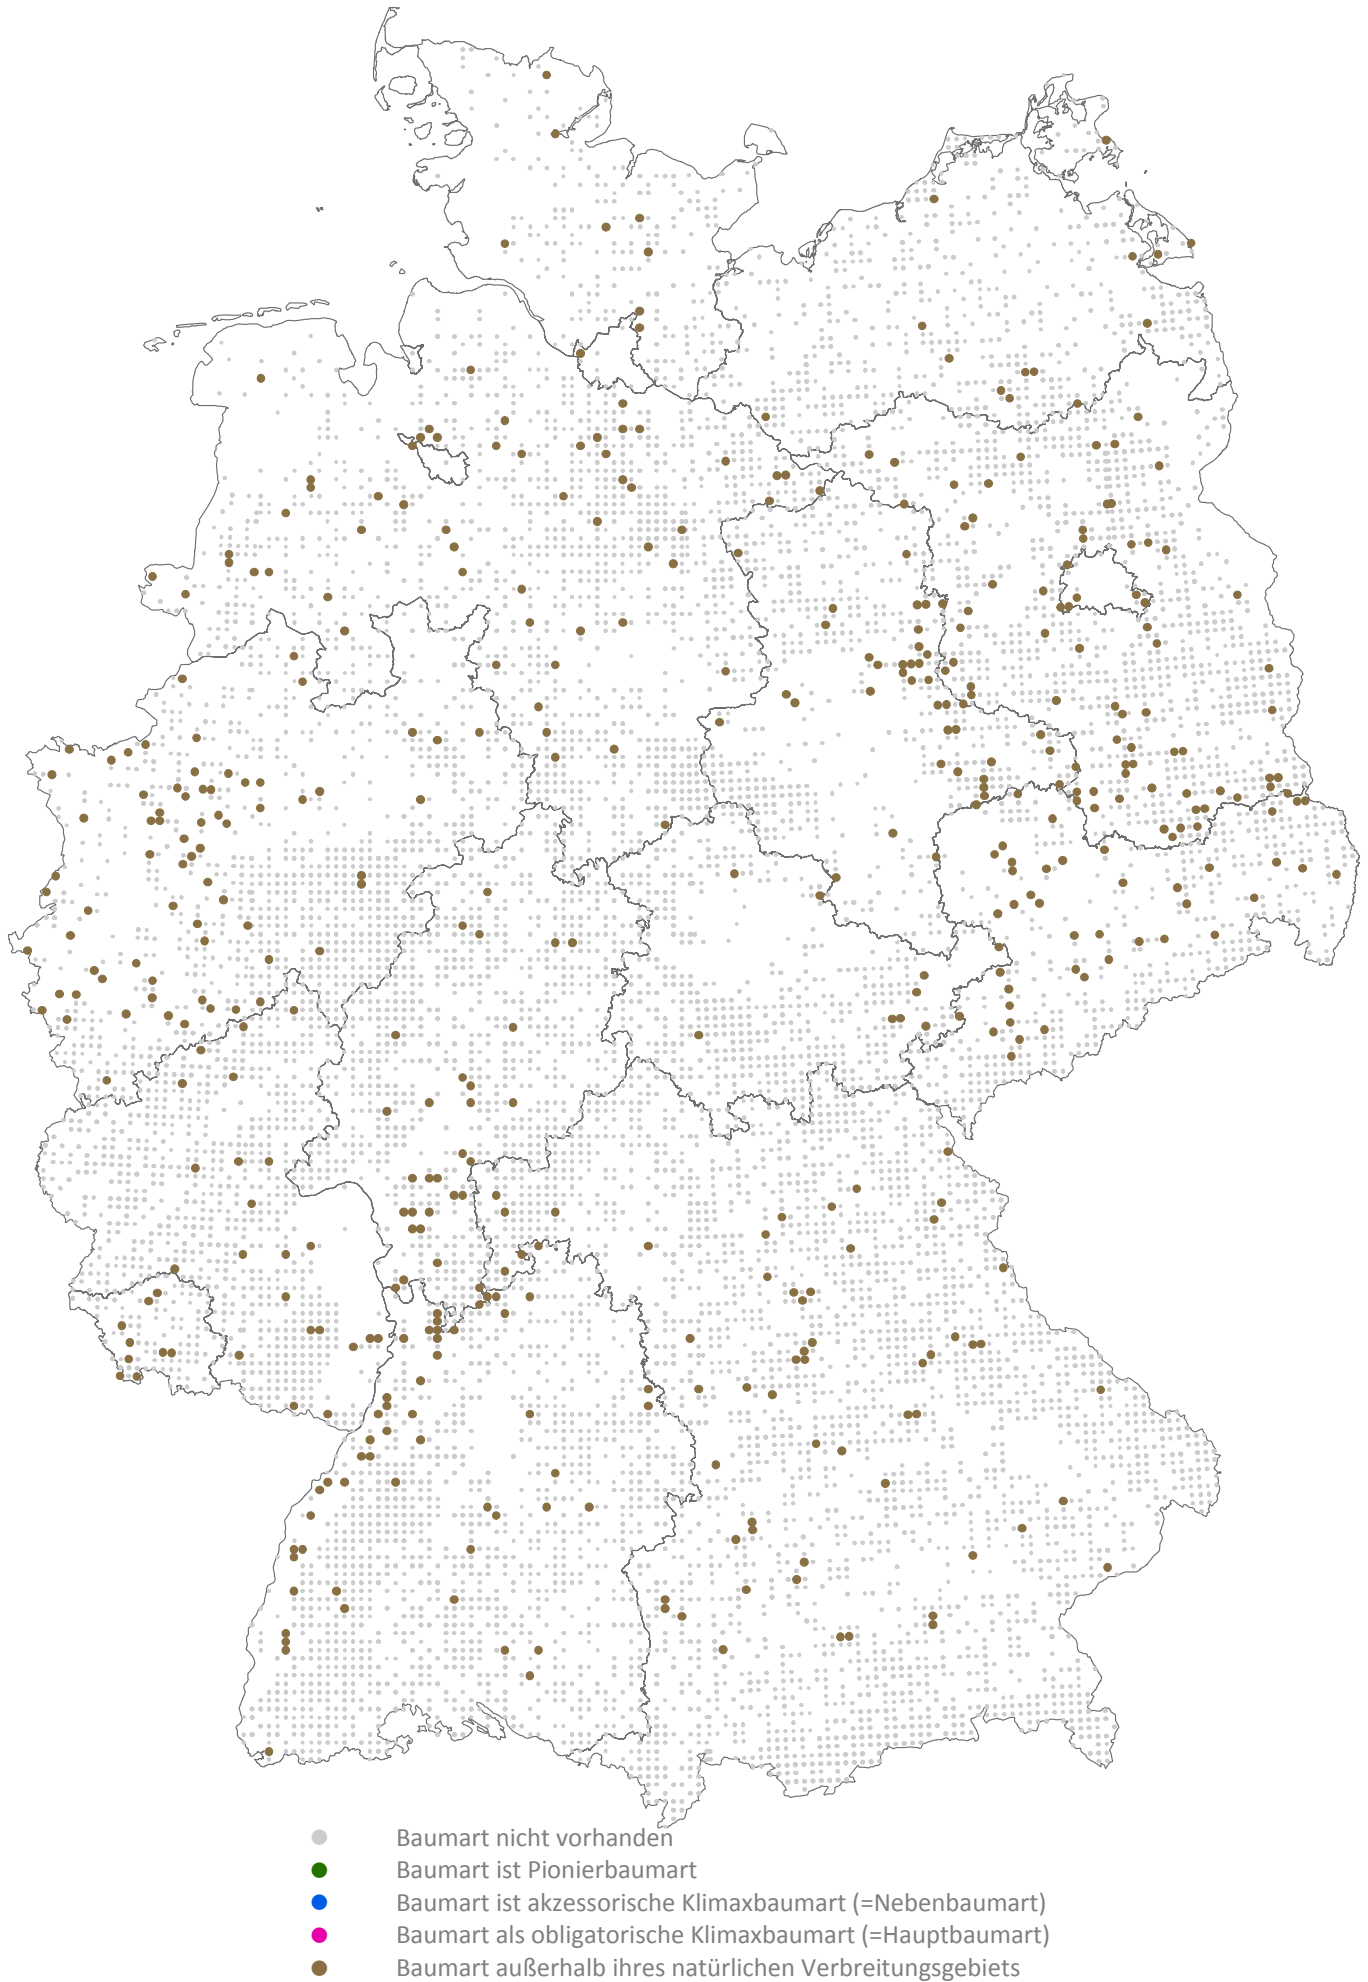 Baumart nicht vorhanden
Baumart ist Pionierbaumart
Baumart ist akzessorische Klimaxbaumart (=Nebenbaumart)
Baumart als obligatorische Klimaxbaumart (=Hauptbaumart)
Baumart außerhalb ihres natürlichen Verbreitungsgebiets